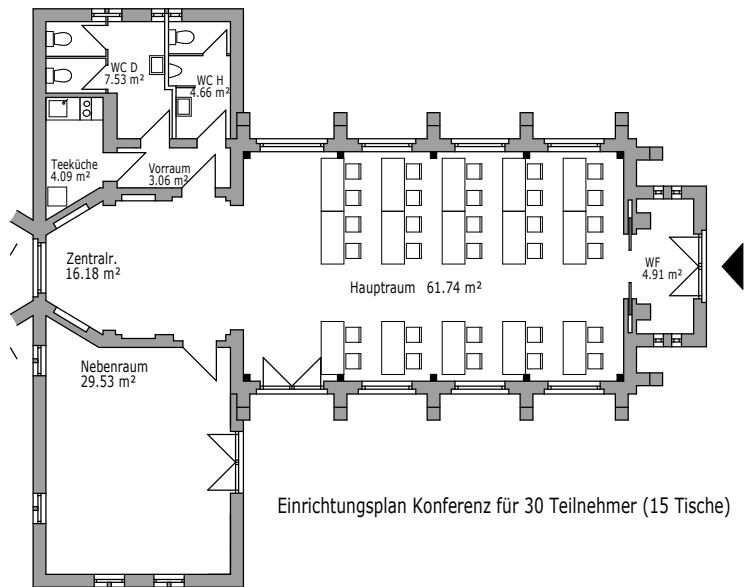 WC D
7.53 m²
WC H
4.66 m²
Teeküche
4.09 m²
Vorraum
3.06 m²
Zentralr.
16.18 m²
Hauptraum 61.74 m²
WF
4.91 m²
Nebenraum
29.53 m²
Einrichtungsplan Konferenz für 30 Teilnehmer (15 Tische)